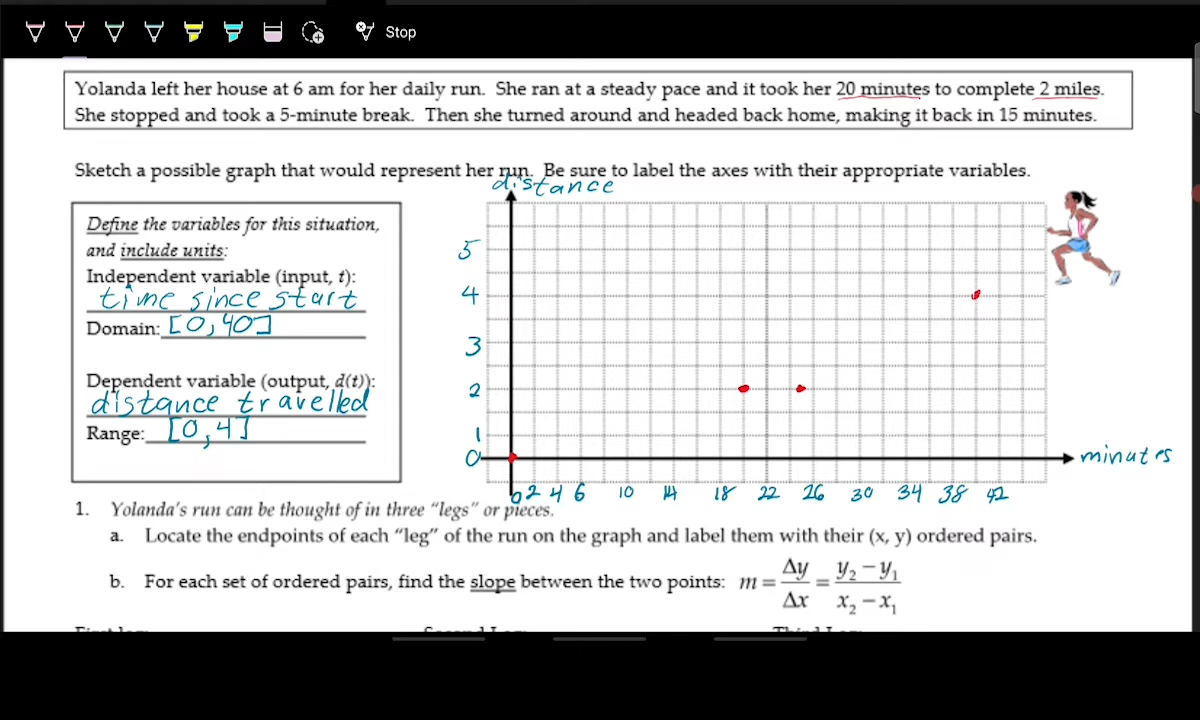 Stop
Yolanda left her house at 6 am for her daily run. She ran at a steady pace and it took her 20 minutes to complete 2 miles.
She stopped and took a 5-minute break. Then she turned around and headed back home, making it back in 15 minutes.
Sketch a possible graph that would represent her run. Be sure to label the axes with their appropriate variables.
distance
Define the variables for this situation,
and include units:
Independent variable (input, t):
time since start
Domain: [0,40]
Dependent variable (output, d(t)):
distance travelled
Range: [0,4]
5
4
3
2
1
0
minutes
0 2 4 6 10 14 18 22 26 30 34 38 42
1. Yolanda's run can be thought of in three "legs" or pieces.
a. Locate the endpoints of each "leg" of the run on the graph and label them with their (x, y) ordered pairs.
b. For each set of ordered pairs, find the slope between the two points: m = Δy/Δx = y₂ − y₁/x₂ − x₁